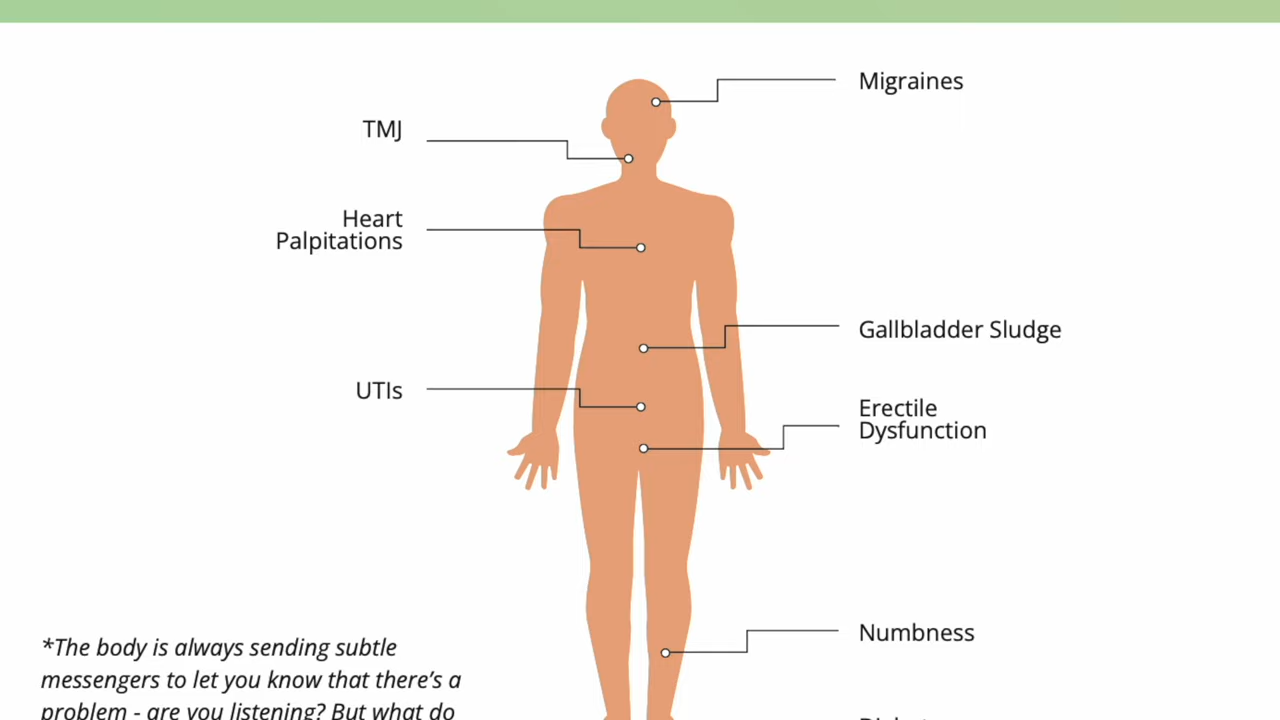 Migraines
TMJ
Heart
Palpitations
Gallbladder Sludge
UTIs
Erectile
Dysfunction
Numbness
*The body is always sending subtle
messengers to let you know that there's a
problem - are you listening? But what do